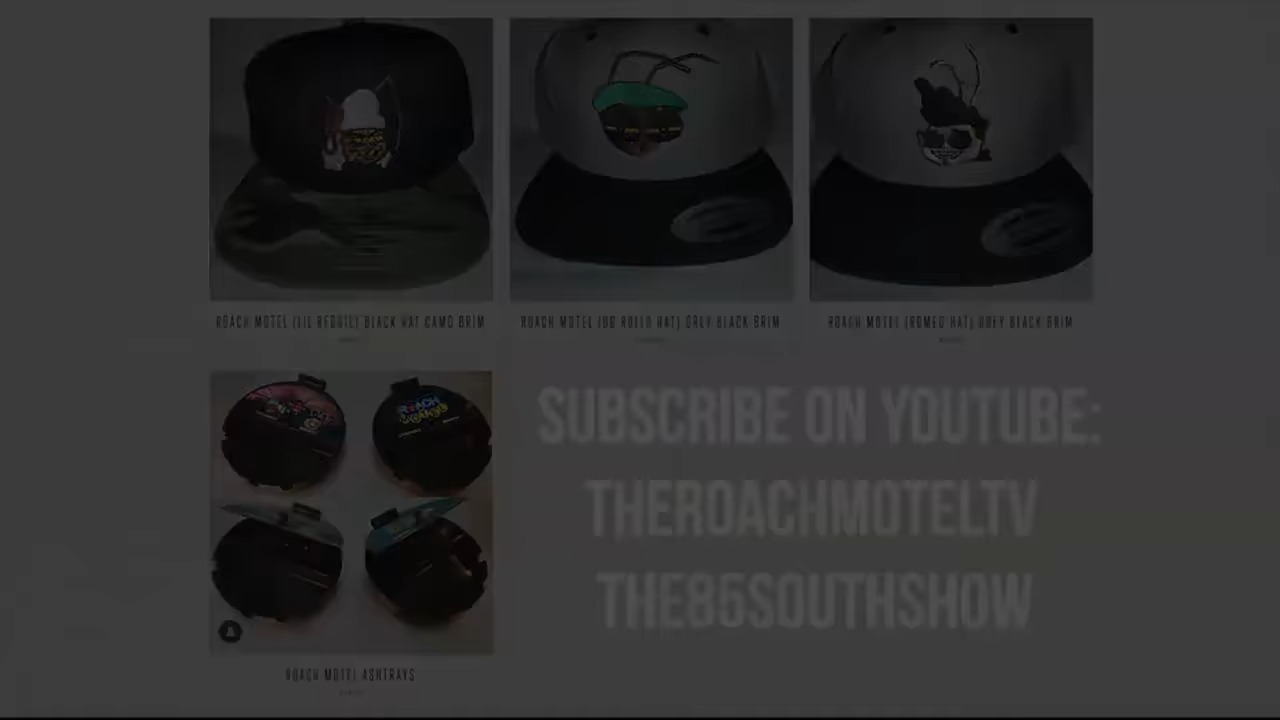 ROACH MOTEL (LIL REGGIE) BLACK HAT CAMO BRIM
ROACH MOTEL (OG ROLLO HAT) GREY BLACK BRIM
ROACH MOTEL (ROMEO HAT) GREY BLACK BRIM
ROACH
SUBSCRIBE ON YOUTUBE:
THEROACHMOTELTV
THE85SOUTHSHOW
ROACH MOTEL ASHTRAYS